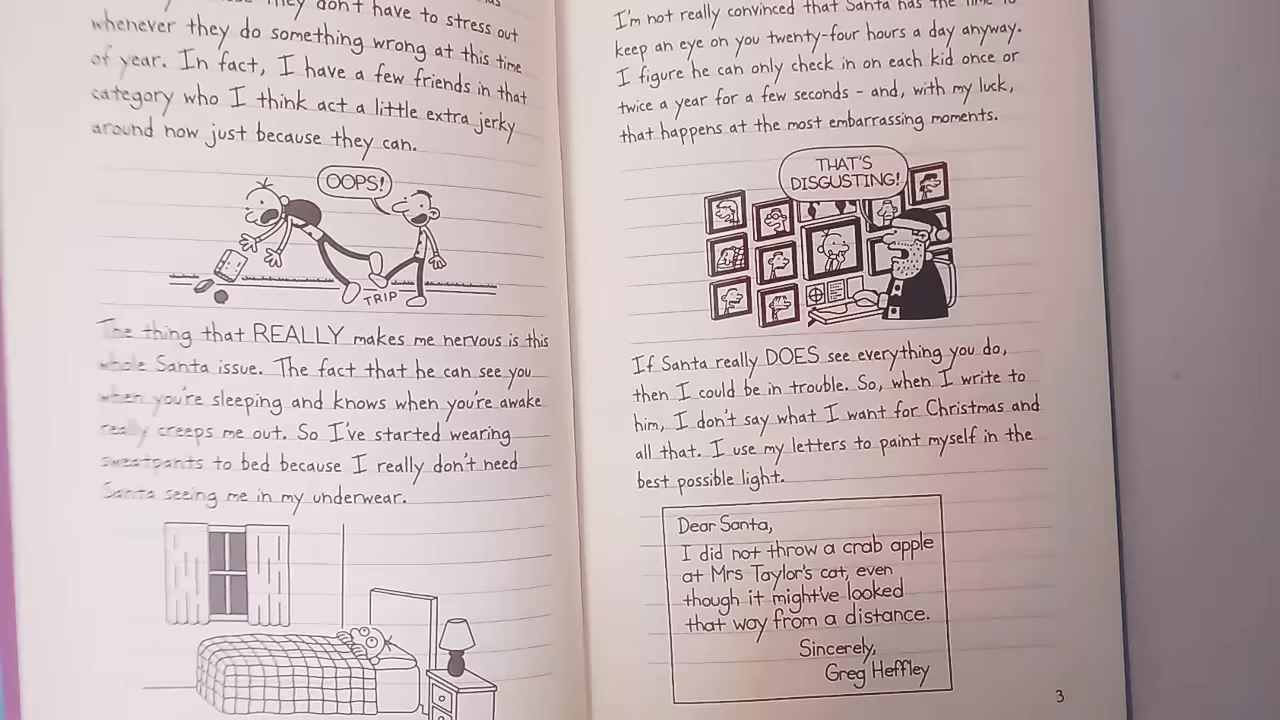 they don't have to stress out
whenever they do something wrong at this time
of year. In fact, I have a few friends in that
category who I think act a little extra jerky
around now just because they can.
OOPS!
TRIP
The thing that REALLY makes me nervous is this
whole Santa issue. The fact that he can see you
when you're sleeping and knows when you're awake
really creeps me out. So I've started wearing
sweatpants to bed because I really don't need
Santa seeing me in my underwear.
I'm not really convinced that Santa has the time to
keep an eye on you twenty-four hours a day anyway.
I figure he can only check in on each kid once or
twice a year for a few seconds - and, with my luck,
that happens at the most embarrassing moments.
THAT'S
DISGUSTING!
If Santa really DOES see everything you do,
then I could be in trouble. So, when I write to
him, I don't say what I want for Christmas and
all that. I use my letters to paint myself in the
best possible light.
Dear Santa,
I did not throw a crab apple
at Mrs Taylor's cat, even
though it might've looked
that way from a distance.
Sincerely,
Greg Heffley
3